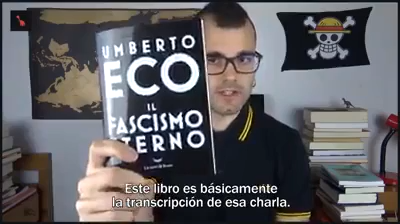 UMBERTO
ECO
IL
FASCISMO
ETERNO
Este libro es básicamente
la transcripción de esa charla.